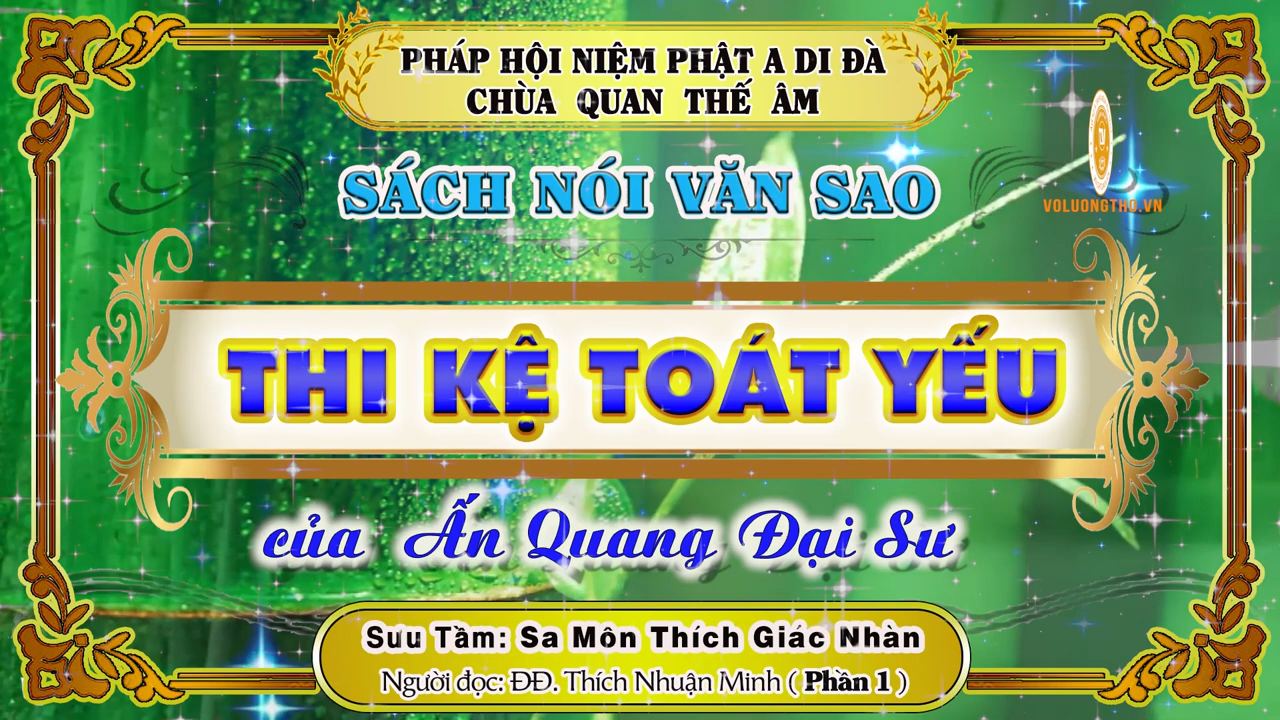 PHÁP HỘI NIỆM PHẬT A DI ĐÀ
CHÙA QUAN THẾ ÂM
SÁCH NÓI VĂN SAO
VOLUONGTHO.VN
THI KỆ TOÁT YẾU
của Ấn Quang Đại Sư
Sưu Tầm: Sa Môn Thích Giác Nhàn
Người đọc: ĐĐ. Thích Nhuận Minh ( Phần 1 )